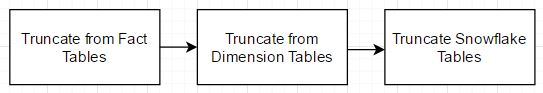 Truncate from Fact
Tables
Truncate from
Dimension Tables
Truncate Snowflake
Tables